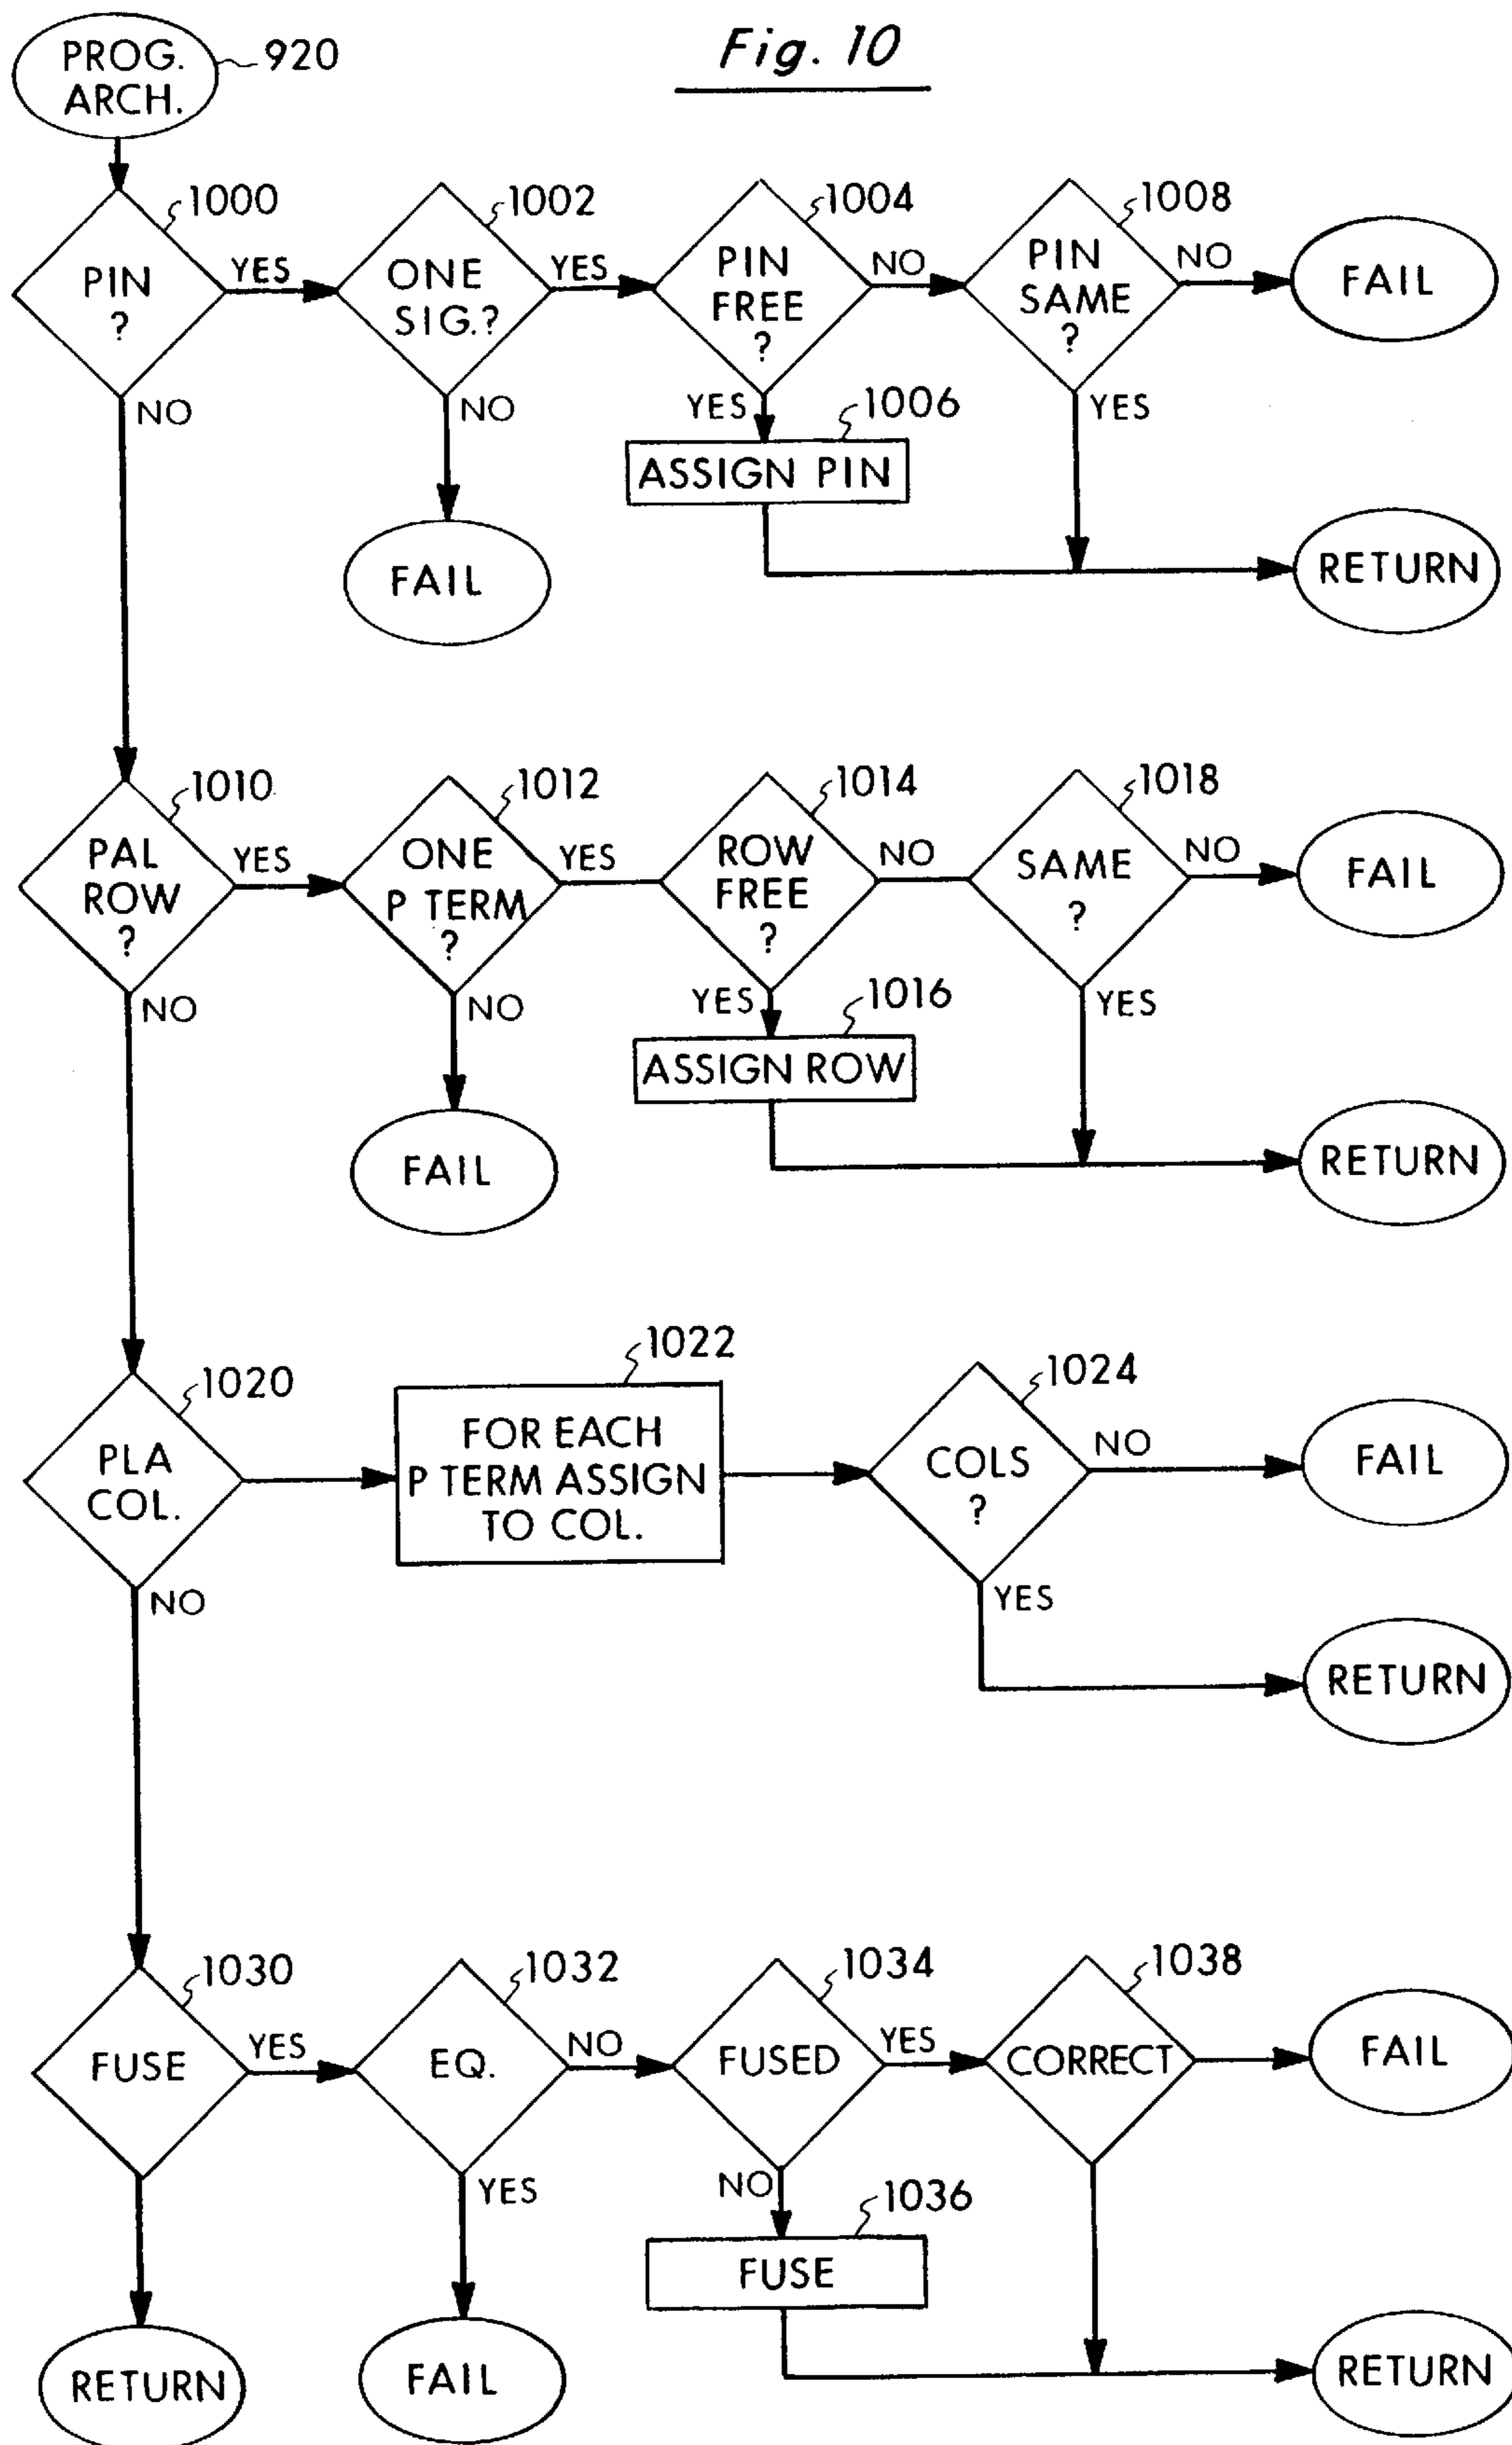 Fig. 10
PROG.
ARCH.
920
1000
PIN
?
YES
NO
1002
ONE
SIG.?
YES
NO
FAIL
1004
PIN
FREE
?
NO
YES
1006
ASSIGN PIN
1008
PIN
SAME
?
NO
YES
FAIL
RETURN
1010
PAL
ROW
?
YES
NO
1012
ONE
P TERM
?
YES
NO
FAIL
1014
ROW
FREE
?
NO
YES
1016
ASSIGN ROW
1018
SAME
?
NO
YES
FAIL
RETURN
1020
PLA
COL.
NO
1022
FOR EACH
P TERM ASSIGN
TO COL.
1024
COLS
?
NO
YES
FAIL
RETURN
1030
FUSE
YES
RETURN
1032
EQ.
NO
YES
FAIL
1034
FUSED
YES
NO
1036
FUSE
1038
CORRECT
FAIL
RETURN